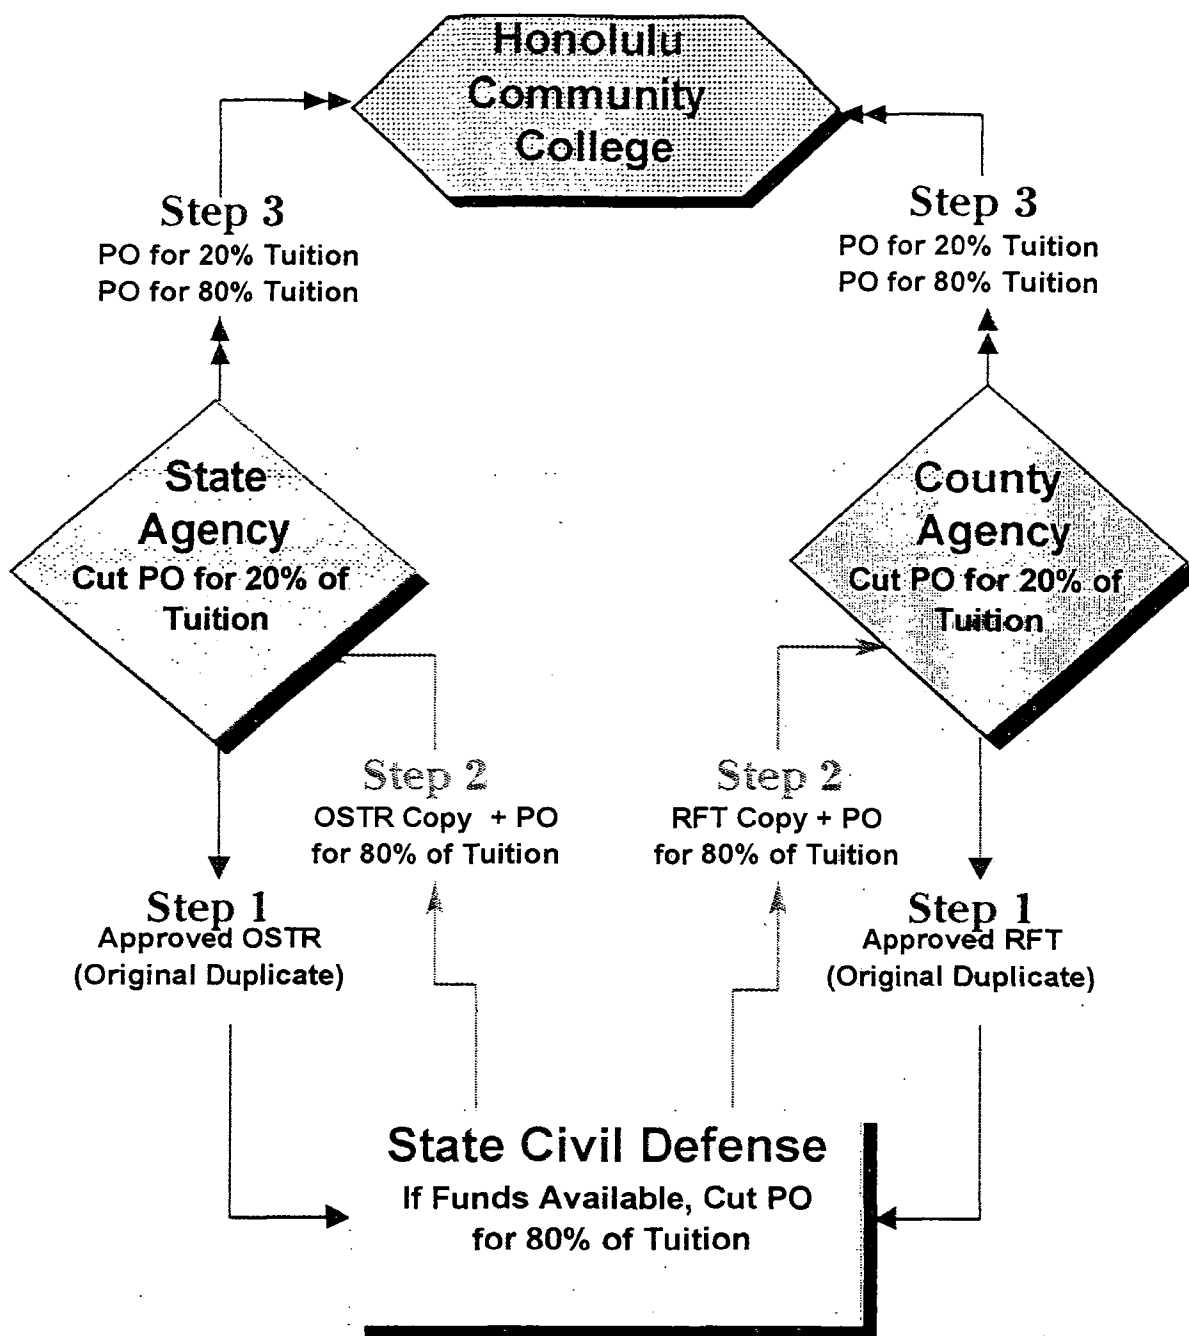 Honolulu
Community
College
Step 3
PO for 20% Tuition
PO for 80% Tuition
Step 3
PO for 20% Tuition
PO for 80% Tuition
State
Agency
Cut PO for 20% of
Tuition
County
Agency
Cut PO for 20% of
Tuition
Step 2
OSTR Copy + PO
for 80% of Tuition
Step 2
RFT Copy + PO
for 80% of Tuition
Step 1
Approved OSTR
(Original Duplicate)
Step 1
Approved RFT
(Original Duplicate)
State Civil Defense
If Funds Available, Cut PO
for 80% of Tuition